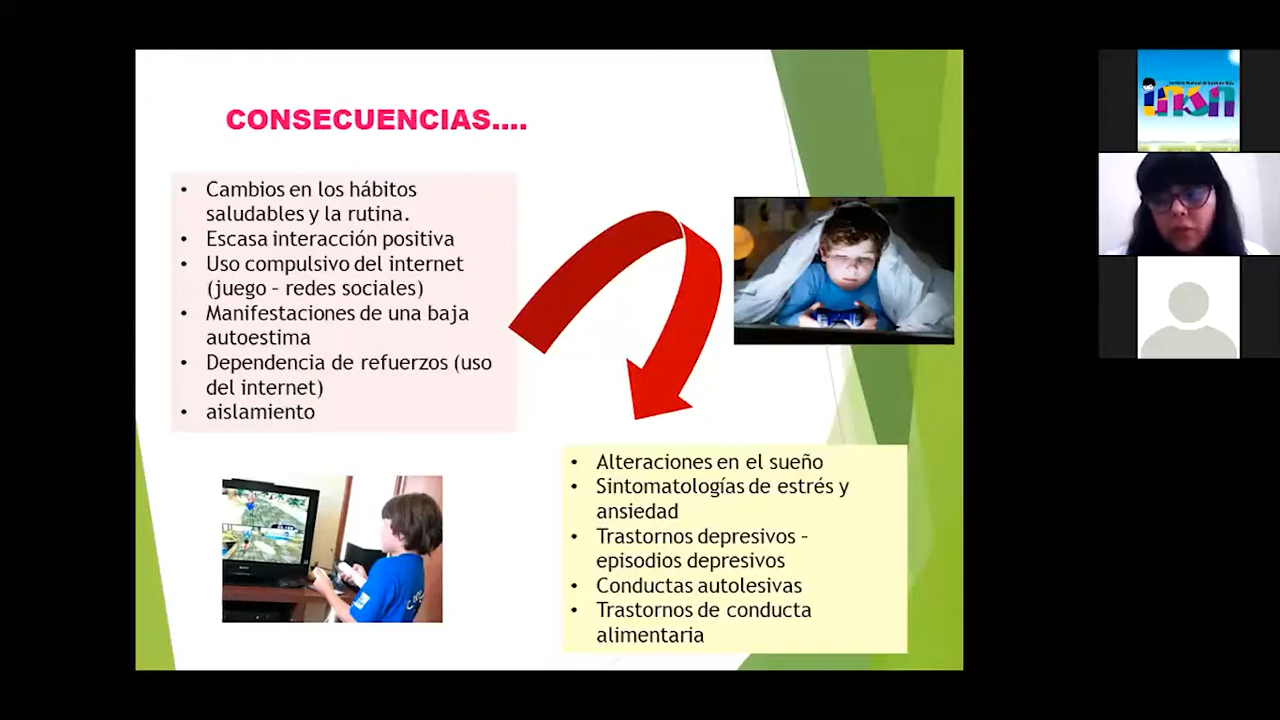 CONSECUENCIAS....
• Cambios en los hábitos
saludables y la rutina.
• Escasa interacción positiva
• Uso compulsivo del internet
(juego – redes sociales)
• Manifestaciones de una baja
autoestima
• Dependencia de refuerzos (uso
del internet)
• aislamiento
• Alteraciones en el sueño
• Sintomatologías de estrés y
ansiedad
• Trastornos depresivos –
episodios depresivos
• Conductas autolesivas
• Trastornos de conducta
alimentaria
insn